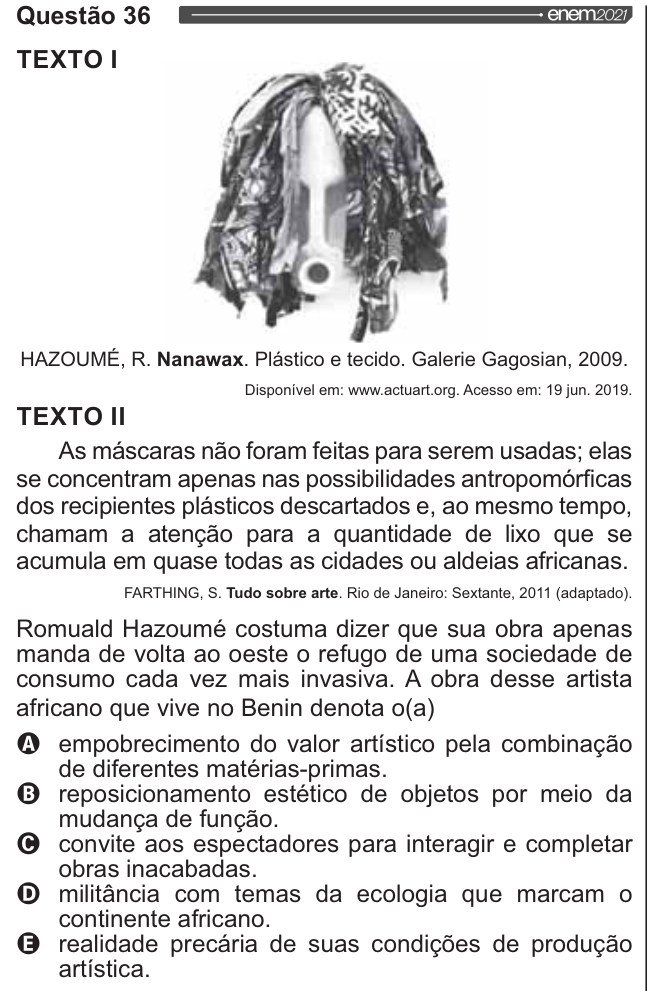 Questão 36
enem2021
TEXTO I
HAZOUMÉ, R. Nanawax. Plástico e tecido. Galerie Gagosian, 2009.
Disponível em: www.actuart.org. Acesso em: 19 jun. 2019.
TEXTO II
As máscaras não foram feitas para serem usadas; elas
se concentram apenas nas possibilidades antropomórficas
dos recipientes plásticos descartados e, ao mesmo tempo,
chamam a atenção para a quantidade de lixo que se
acumula em quase todas as cidades ou aldeias africanas.
FARTHING, S. Tudo sobre arte. Rio de Janeiro: Sextante, 2011 (adaptado).
Romuald Hazoumé costuma dizer que sua obra apenas
manda de volta ao oeste o refugo de uma sociedade de
consumo cada vez mais invasiva. A obra desse artista
africano que vive no Benin denota o(a)
A empobrecimento do valor artístico pela combinação
de diferentes matérias-primas.
B reposicionamento estético de objetos por meio da
mudança de função.
C convite aos espectadores para interagir e completar
obras inacabadas.
D militância com temas da ecologia que marcam o
continente africano.
E realidade precária de suas condições de produção
artística.